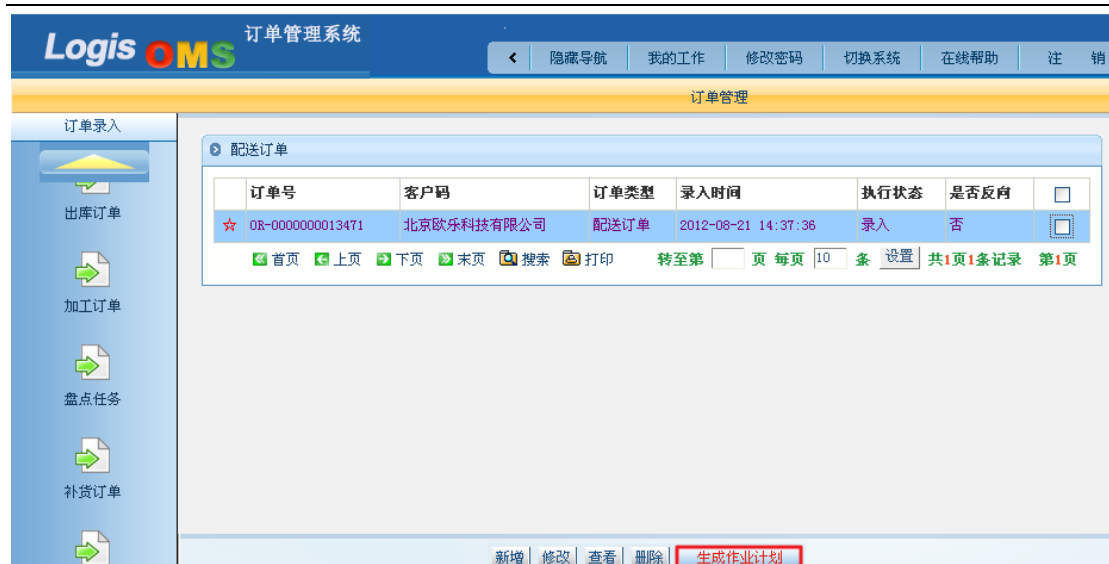 Logis OMS 订单管理系统
隐藏导航 我的工作 修改密码 切换系统 在线帮助 注 销
订单管理
订单录入
配送订单
订单号 客户码 订单类型 录入时间 执行状态 是否反向
OR-0000000013471 北京欧乐科技有限公司 配送订单 2012-08-21 14:37:36 录入 否
首页 上页 下页 末页 搜索 打印 转至第 页 每页 10 条 设置 共1页1条记录 第1页
出库订单
加工订单
盘点任务
补货订单
新增 修改 查看 删除 生成作业计划